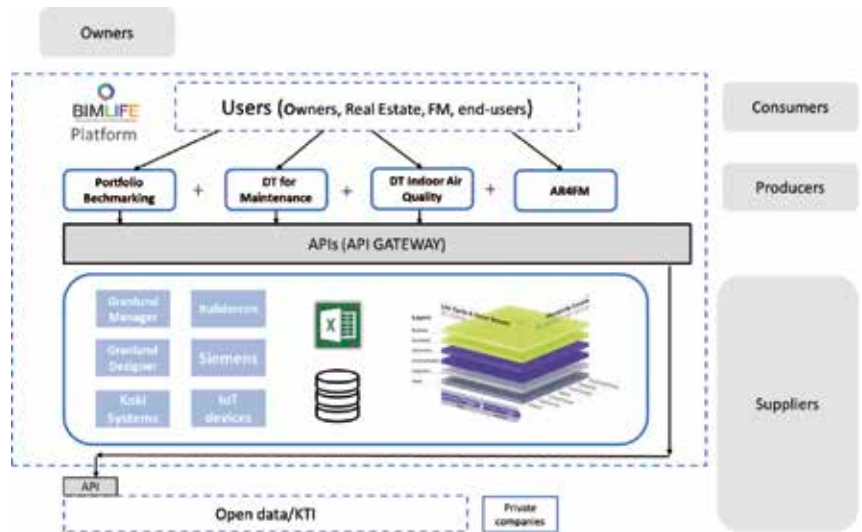 Owners
BIMLIFE
Platform
Users (Owners, Real Estate, FM, end-users)
Consumers
Portfolio
Bechmarking
+
DT for
Maintenance
+
DT Indoor Air
Quality
+
AR4FM
Producers
APIs (API GATEWAY)
Granlund
Manager
Granlund
Designer
Siemens
IoT
devices
Systems
Suppliers
API
Open data/KTI
Private
companies